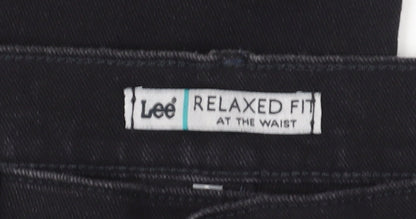 Lee® RELAXED FIT
AT THE WAIST